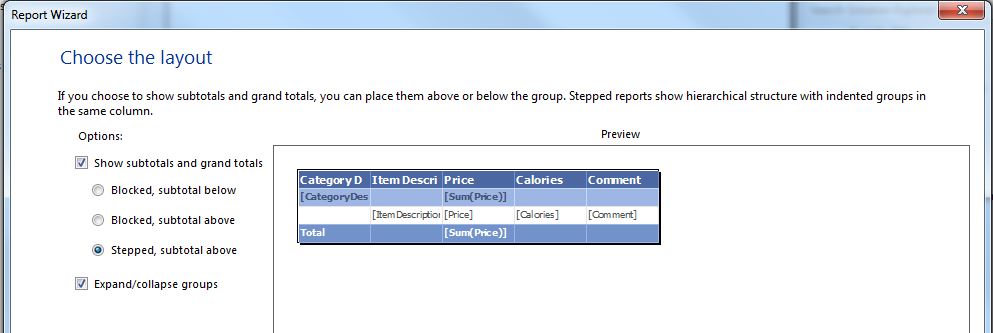 Report Wizard
Choose the layout
If you choose to show subtotals and grand totals, you can place them above or below the group. Stepped reports show hierarchical structure with indented groups in
the same column.
Options:
Preview
Show subtotals and grand totals
Blocked, subtotal below
Blocked, subtotal above
Stepped, subtotal above
Expand/collapse groups
Category D Item Descri Price Calories Comment
[CategoryDes [Sum(Price)]
[ItemDescription [Price] [Calories] [Comment]
Total [Sum(Price)]